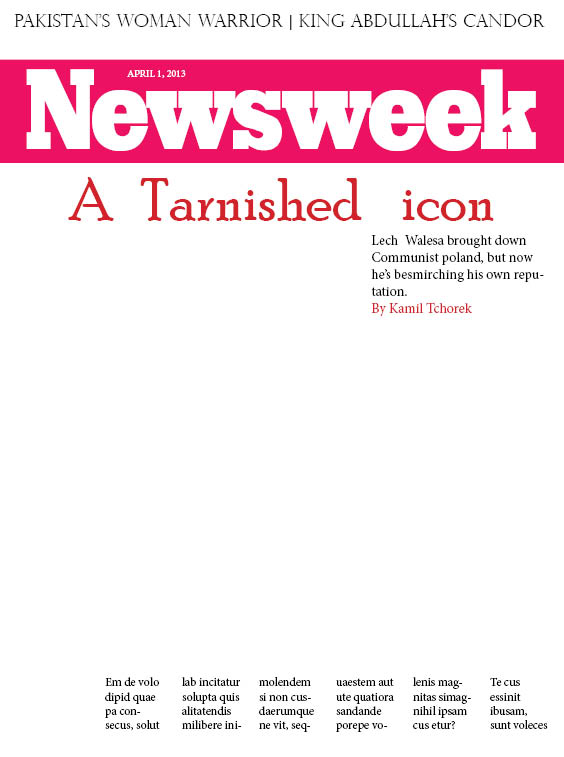 PAKISTAN'S WOMAN WARRIOR | KING ABDULLAH'S CANDOR
APRIL 1, 2013
Newsweek
A Tarnished icon
Lech Walesa brought down
Communist poland, but now
he's besmirching his own repu-
tation.
By Kamil Tchorek
Em de volo
dipid quae
pa con-
secus, solut
lab incitatur
solupta quis
alitatendis
milibere ini-
molendem
si non cus-
daerumque
ne vit, seq-
uaestem aut
ute quatiora
sandande
porepe vo-
lenis mag-
nitas simag-
nihil ipsam
cus etur?
Te cus
essinit
ibusam,
sunt voleces